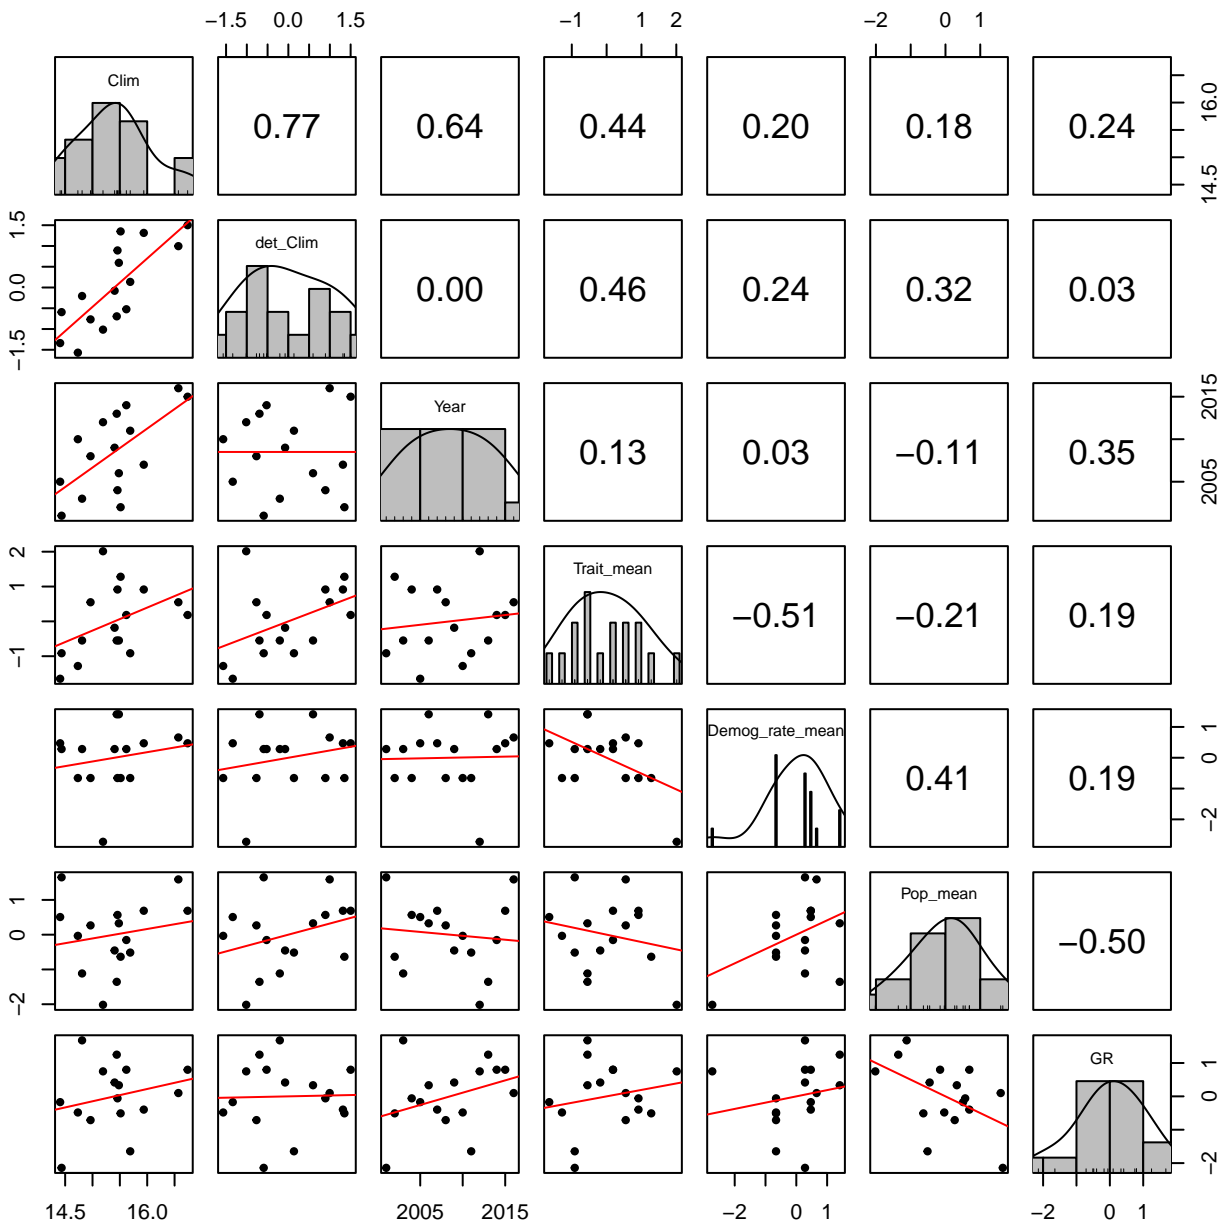 −1.5 0.0 1.5 −1 1 2 −2 0 1
Clim 0.77 0.64 0.44 0.20 0.18 0.24 14.5 16.0
−1.5 0.0 1.5 det_Clim 0.00 0.46 0.24 0.32 0.03
Year 0.13 0.03 −0.11 0.35 2005 2015
−1 1 2 Trait_mean −0.51 −0.21 0.19
Demog_rate_mean 0.41 0.19 −2 0 1
−2 0 1 Pop_mean −0.50
GR −2 0 1
14.5 16.0 2005 2015 −2 0 1 −2 0 1